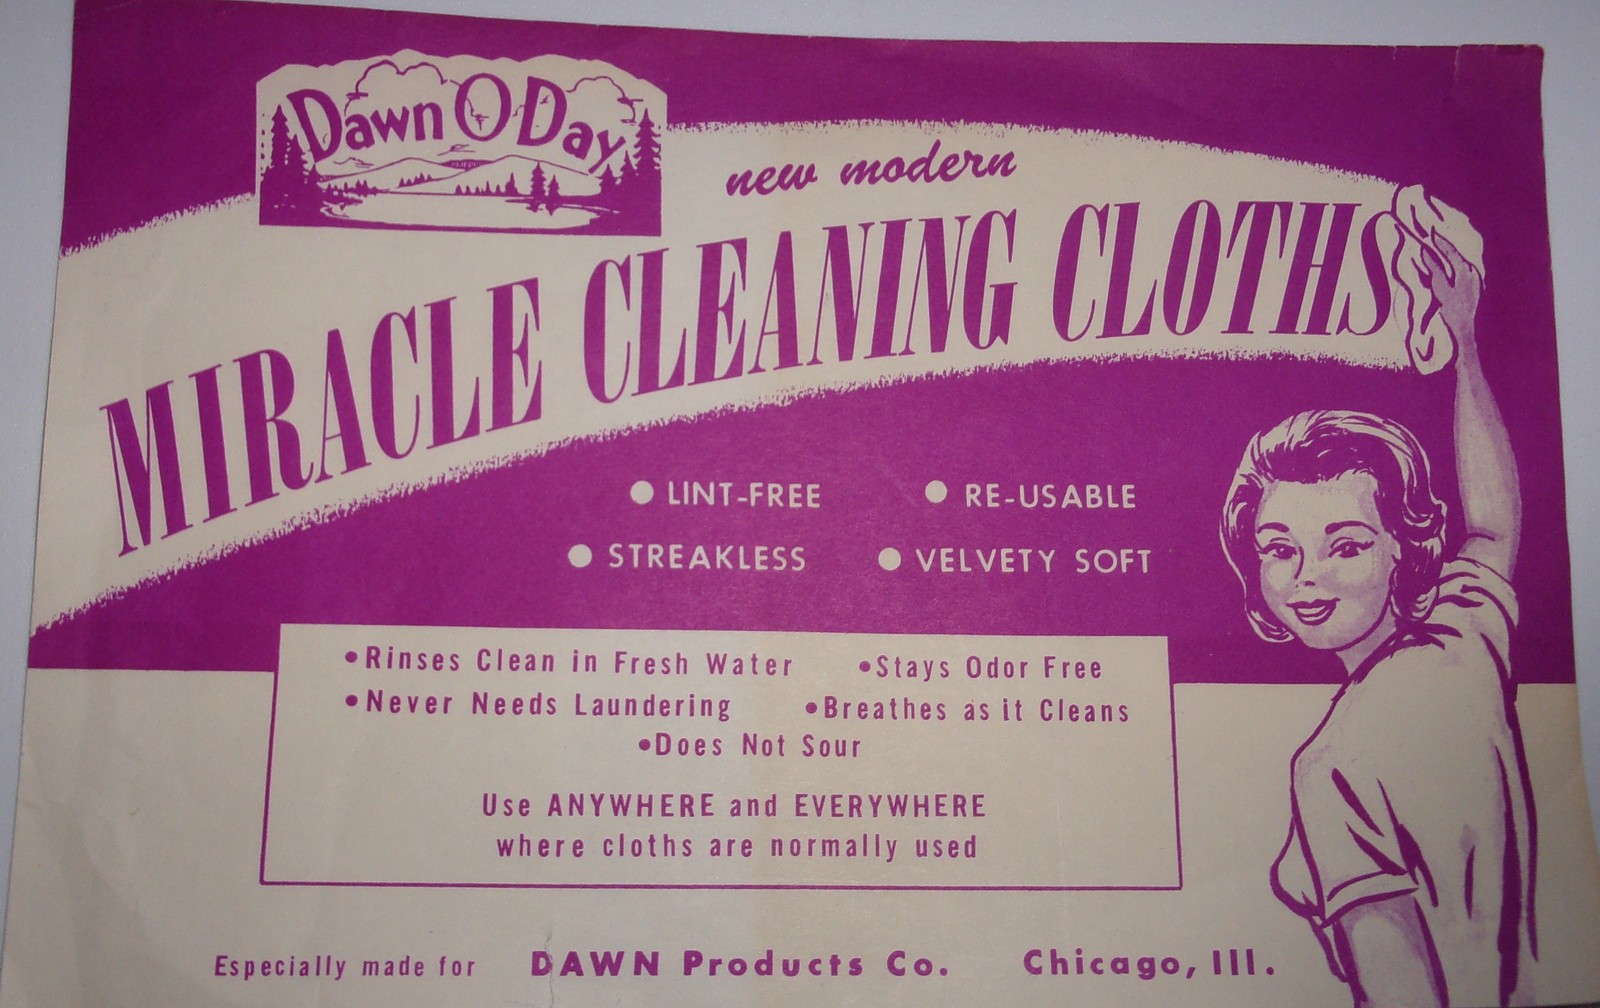 Dawn O Day
new modern
MIRACLE CLEANING CLOTHS
● LINT-FREE ● RE-USABLE
● STREAKLESS ● VELVETY SOFT
•Rinses Clean in Fresh Water •Stays Odor Free
•Never Needs Laundering •Breathes as it Cleans
•Does Not Sour
Use ANYWHERE and EVERYWHERE
where cloths are normally used
Especially made for DAWN Products Co. Chicago, Ill.